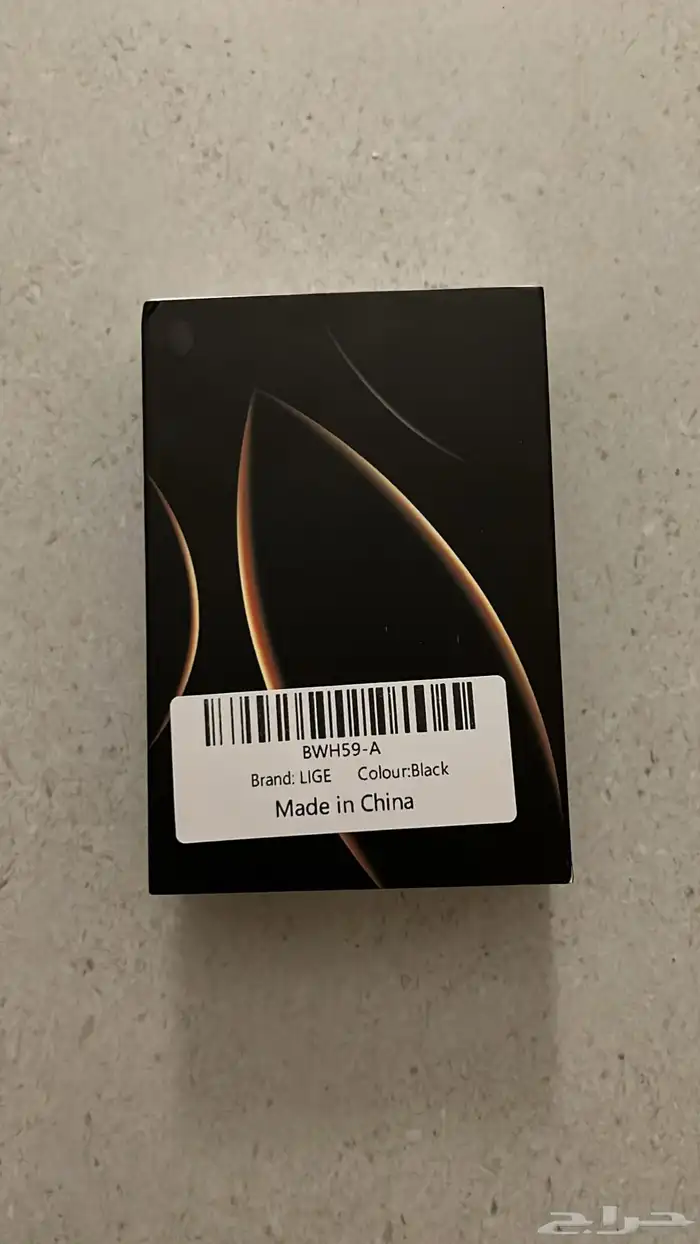 BWH59-A
Brand: LIGE Colour:Black
Made in China
حراج